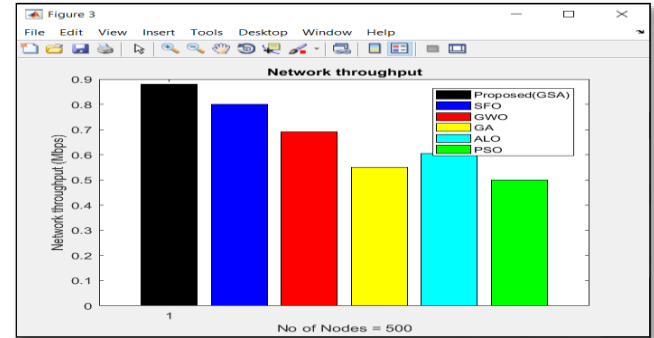 Figure 3
File Edit View Insert Tools Desktop Window Help
Network throughput
Network throughput (Mbps)
0.9
0.8
0.7
0.6
0.5
0.4
0.3
0.2
0.1
0
Proposed(GSA)
SFO
GWO
GA
ALO
PSO
1
No of Nodes = 500